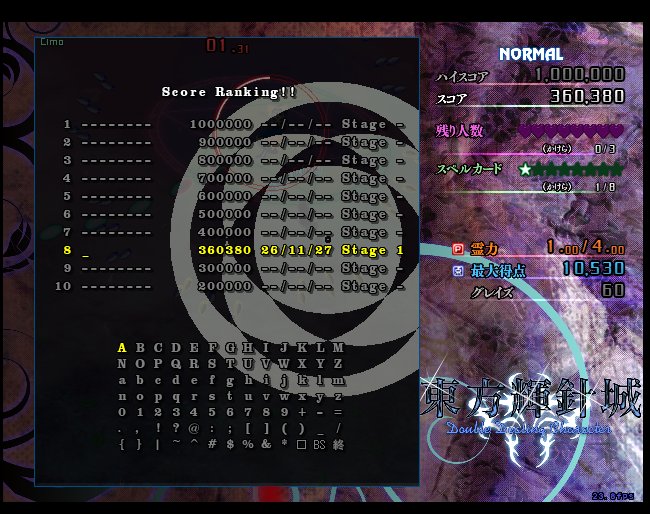 Cimo
01.31
Score Ranking!!
1 -------- 1000000 --/--/-- Stage -
2 -------- 900000 --/--/-- Stage -
3 -------- 800000 --/--/-- Stage -
4 -------- 700000 --/--/-- Stage -
5 -------- 600000 --/--/-- Stage -
6 -------- 500000 --/--/-- Stage -
7 -------- 400000 --/--/-- Stage -
8 _ 360380 26/11/27 Stage 1
9 -------- 300000 --/--/-- Stage -
10 -------- 200000 --/--/-- Stage -
A B C D E F G H I J K L M
N O P Q R S T U V W X Y Z
a b c d e f g h i j k l m
n o p q r s t u v w x y z
0 1 2 3 4 5 6 7 8 9 + - =
. , ! ? @ : ; [ ] ( ) _ /
{ } | ~ ^ # $ % & * □ BS 終
NORMAL
ハイスコア 1,000,000
スコア 360,380
残り人数
(かけら) 0/3
スペルカード
(かけら) 1/8
P 霊力 1.00/4.00
最大得点 10,530
グレイズ 60
東方輝針城
Double Dealing Character